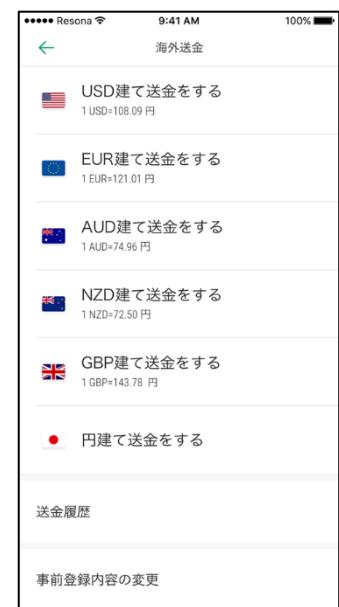 Resona 9:41 AM 100%
海外送金
USD建て送金をする
1 USD=108.09 円
EUR建て送金をする
1 EUR=121.01 円
AUD建て送金をする
1 AUD=74.96 円
NZD建て送金をする
1 NZD=72.50 円
GBP建て送金をする
1 GBP=143.78 円
円建て送金をする
送金履歴
事前登録内容の変更